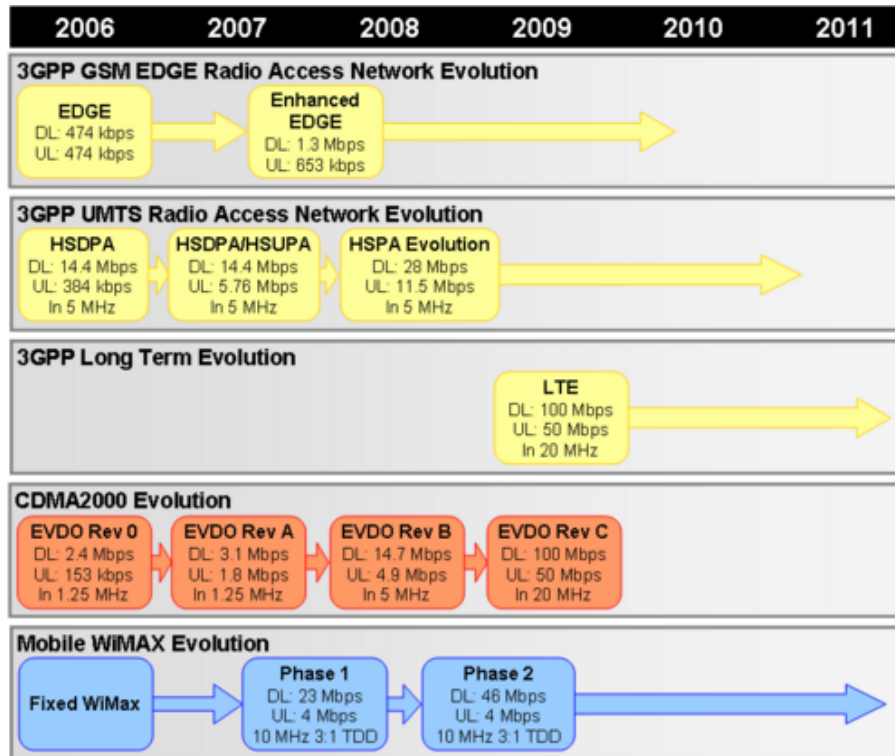 2006 2007 2008 2009 2010 2011
3GPP GSM EDGE Radio Access Network Evolution
EDGE
DL: 474 kbps
UL: 474 kbps
Enhanced
EDGE
DL: 1.3 Mbps
UL: 653 kbps
3GPP UMTS Radio Access Network Evolution
HSDPA
DL: 14.4 Mbps
UL: 384 kbps
In 5 MHz
HSDPA/HSUPA
DL: 14.4 Mbps
UL: 5.76 Mbps
In 5 MHz
HSPA Evolution
DL: 28 Mbps
UL: 11.5 Mbps
In 5 MHz
3GPP Long Term Evolution
LTE
DL: 100 Mbps
UL: 50 Mbps
In 20 MHz
CDMA2000 Evolution
EVDO Rev 0
DL: 2.4 Mbps
UL: 153 kbps
In 1.25 MHz
EVDO Rev A
DL: 3.1 Mbps
UL: 1.8 Mbps
In 1.25 MHz
EVDO Rev B
DL: 14.7 Mbps
UL: 4.9 Mbps
In 5 MHz
EVDO Rev C
DL: 100 Mbps
UL: 50 Mbps
In 20 MHz
Mobile WiMAX Evolution
Fixed WiMax
Phase 1
DL: 23 Mbps
UL: 4 Mbps
10 MHz 3:1 TDD
Phase 2
DL: 46 Mbps
UL: 4 Mbps
10 MHz 3:1 TDD